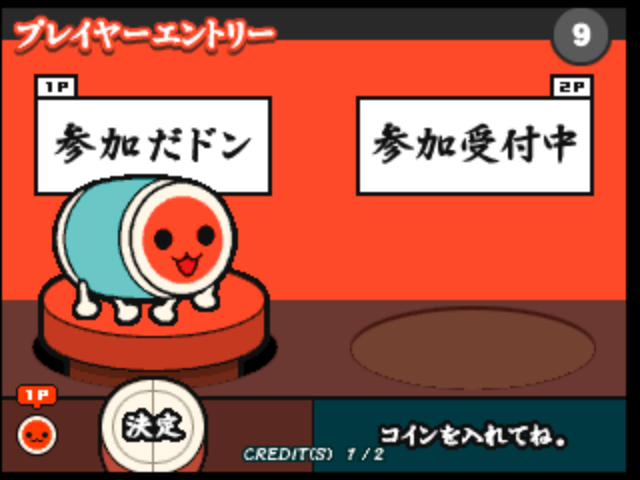 プレイヤーエントリー
9
1P
2P
参加だドン
参加受付中
1P
決定
コインを入れてね。
CREDIT(S) 1/2